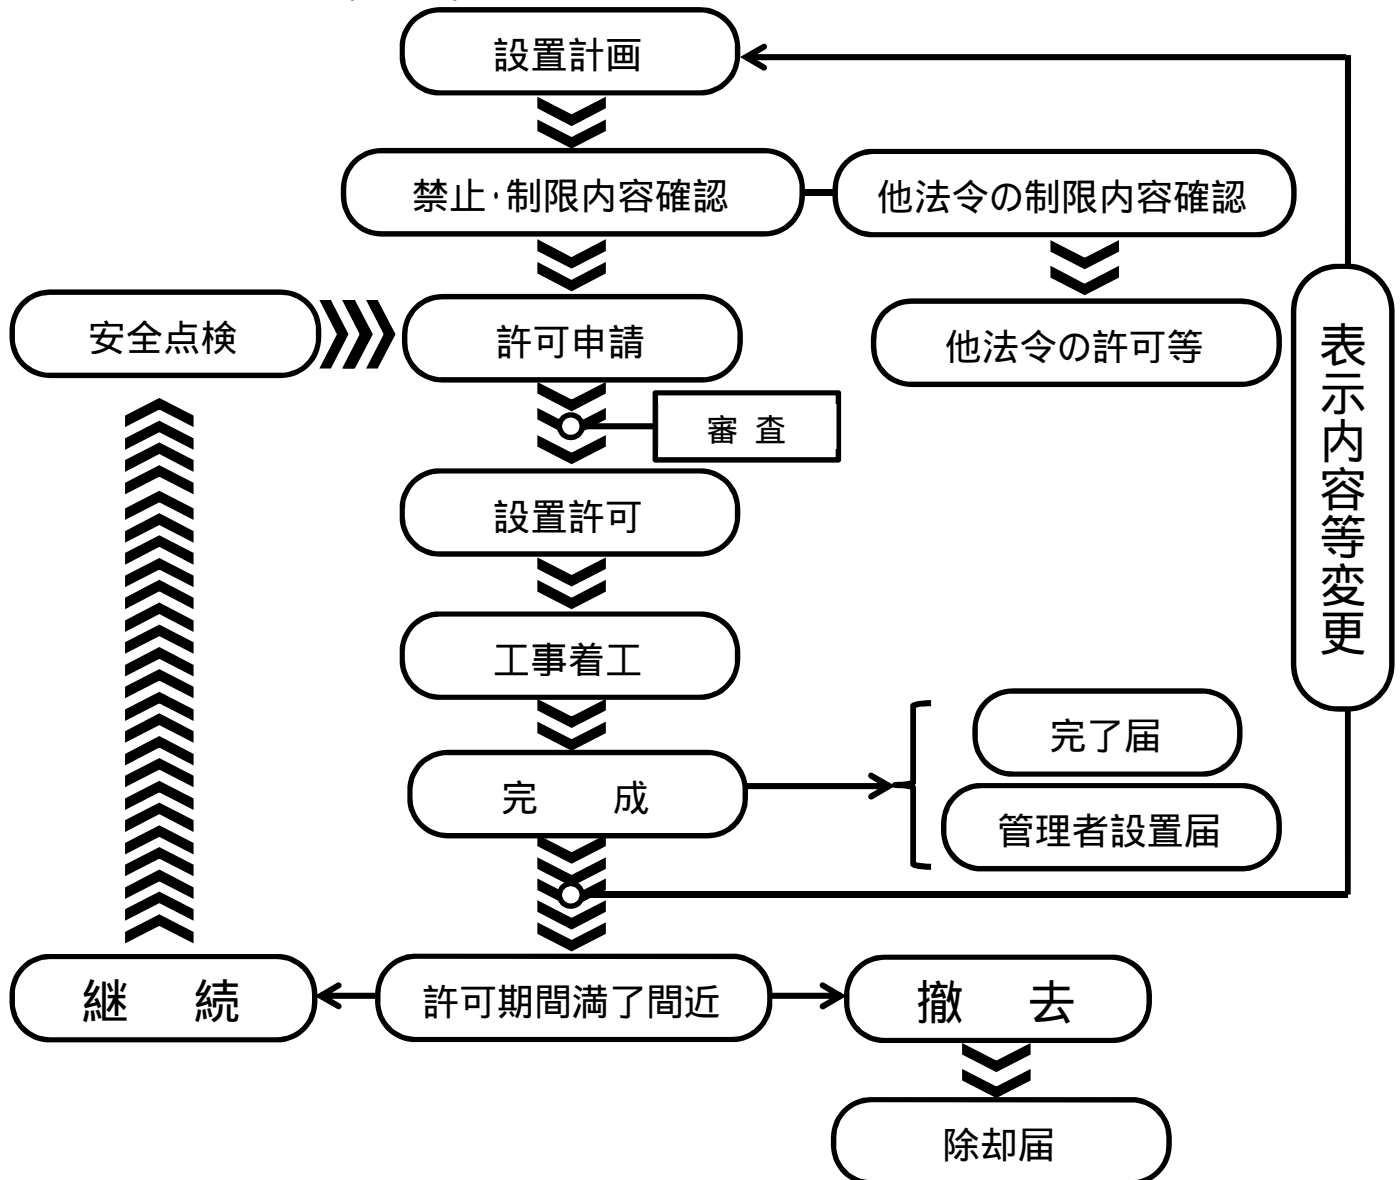 設置計画
禁止・制限内容確認
他法令の制限内容確認
安全点検
許可申請
他法令の許可等
表示内容等変更
審 査
設置許可
工事着工
完了届
完　　成
管理者設置届
継　続
許可期間満了間近
撤　去
除却届